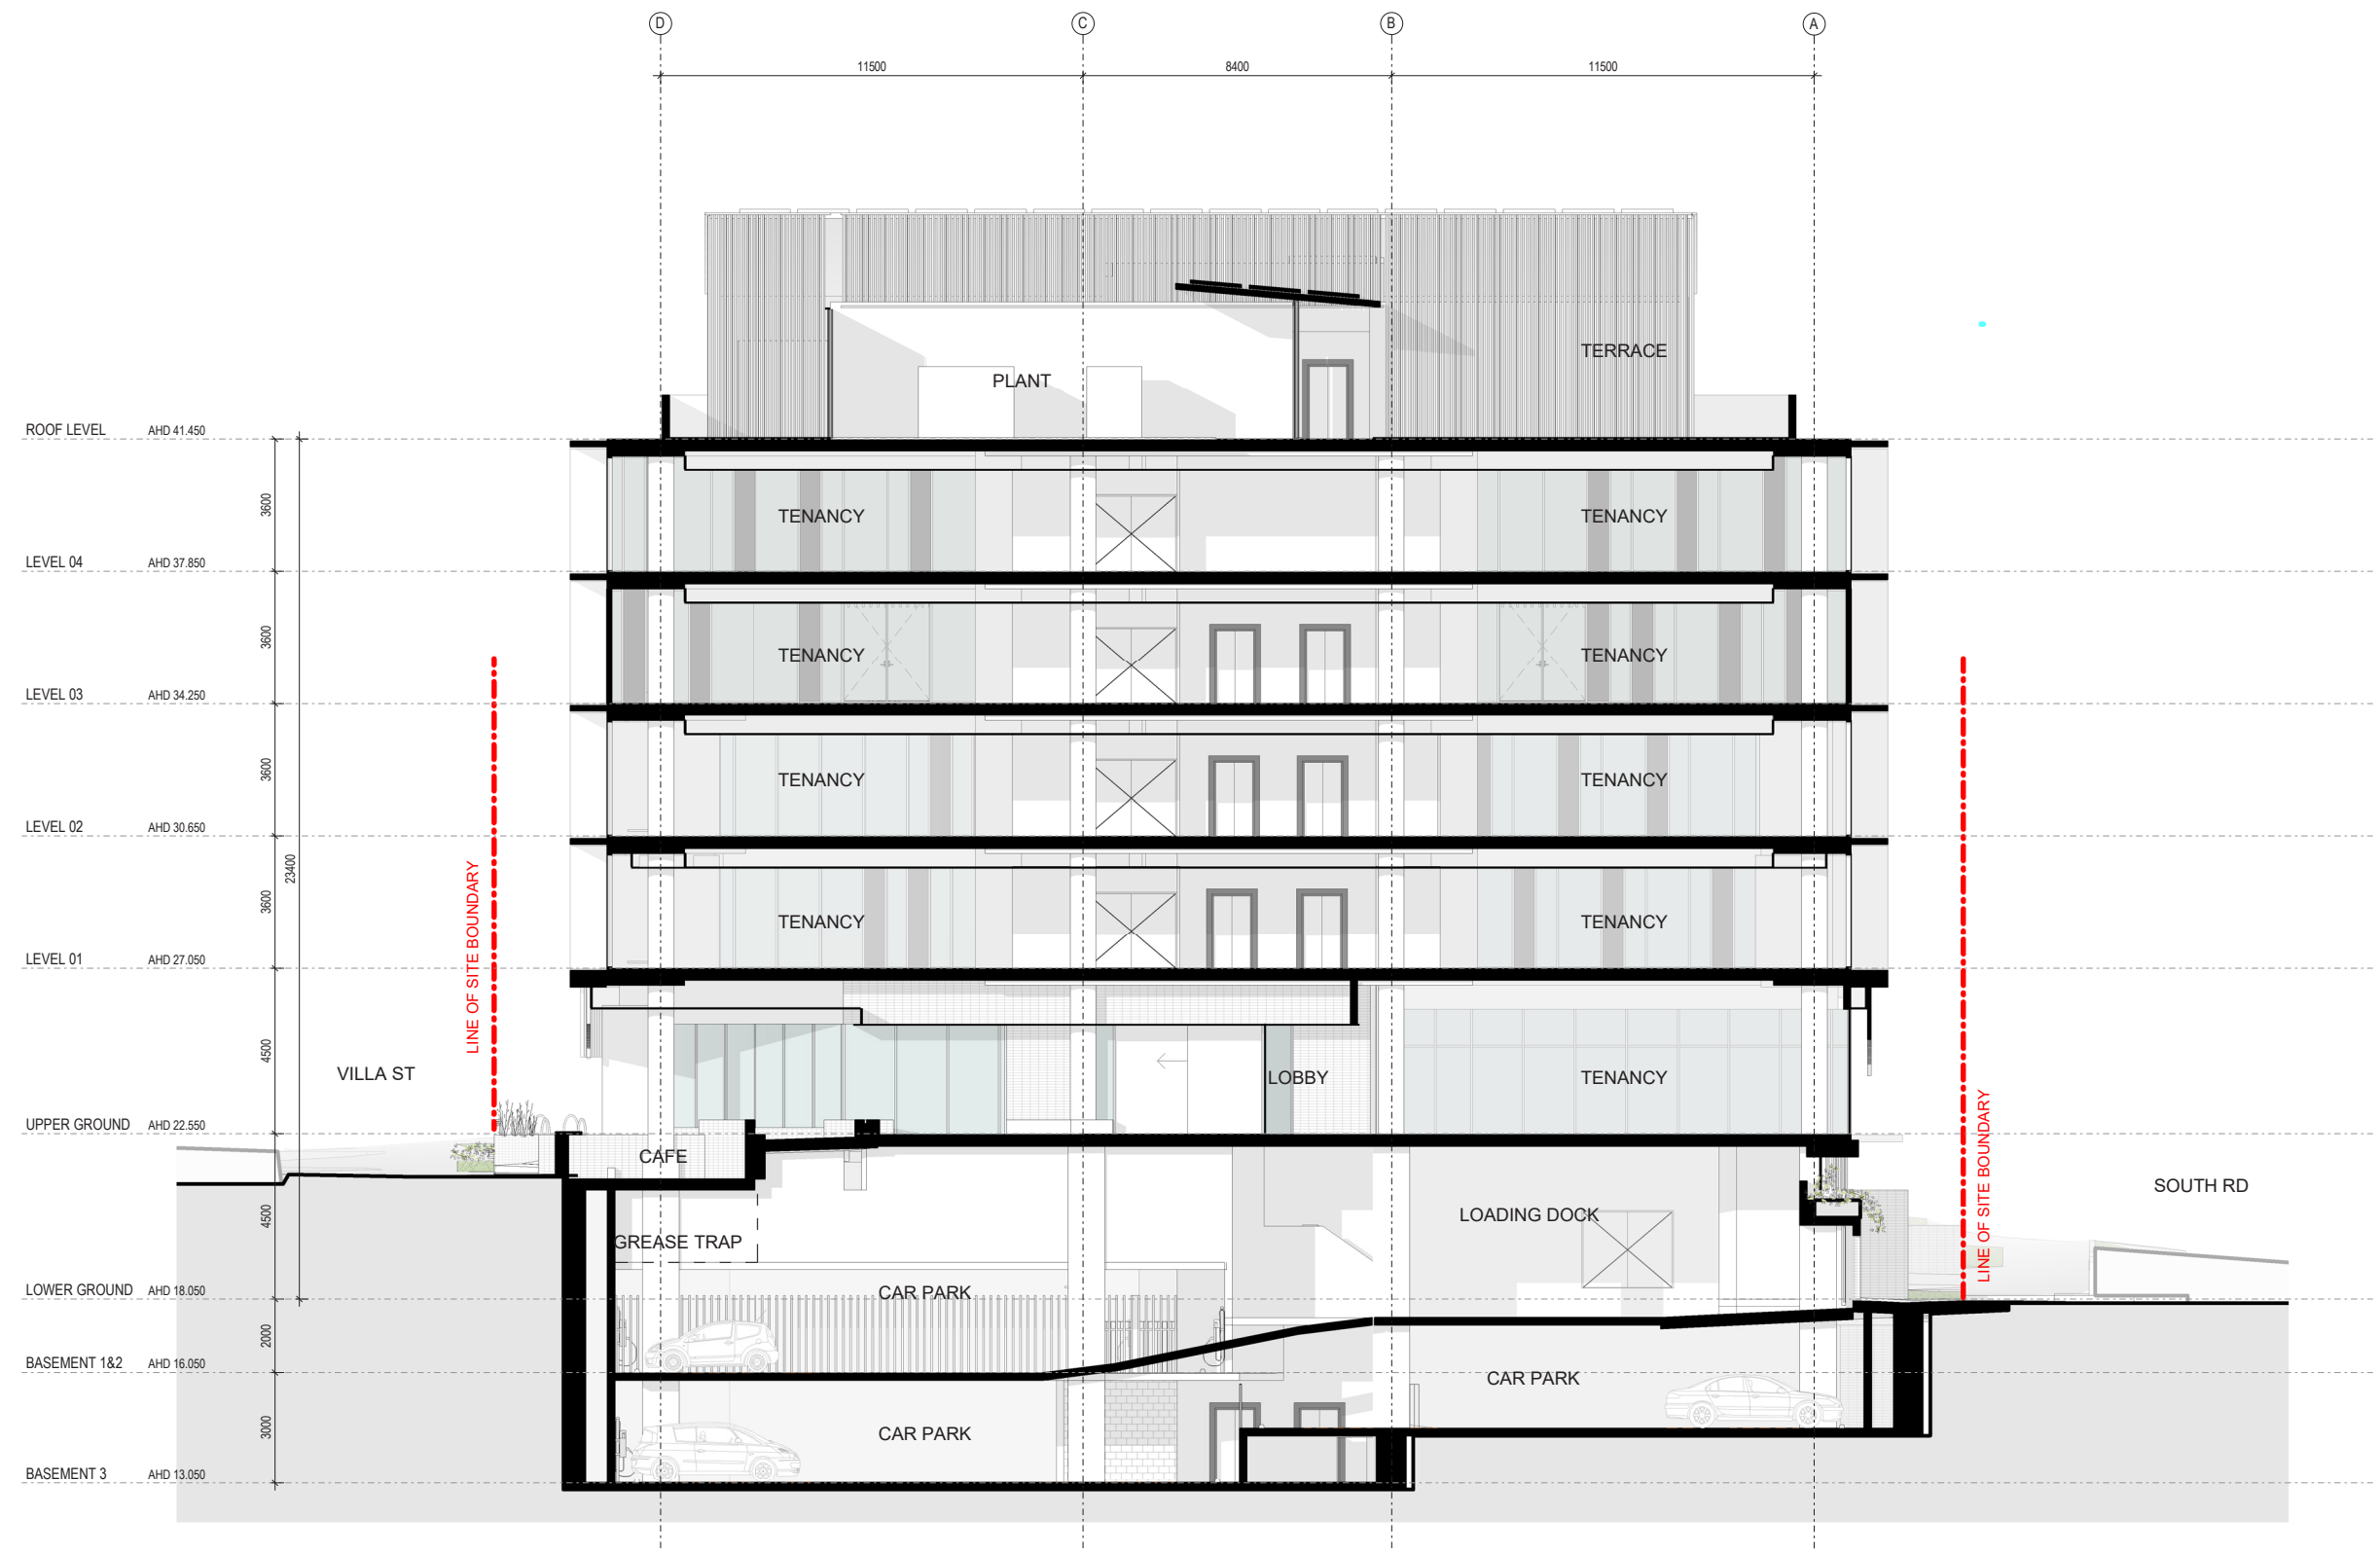 D C B A
11500 8400 11500
TERRACE
PLANT
ROOF LEVEL AHD 41.450
3600
TENANCY TENANCY
LEVEL 04 AHD 37.850
3600
TENANCY TENANCY
LEVEL 03 AHD 34.250
3600
TENANCY TENANCY
LEVEL 02 AHD 30.650
23400
3600
TENANCY TENANCY
LINE OF SITE BOUNDARY
LEVEL 01 AHD 27.050
4500
VILLA ST
LOBBY
TENANCY
UPPER GROUND AHD 22.550
CAFE
LINE OF SITE BOUNDARY
SOUTH RD
4500
LOADING DOCK
GREASE TRAP
LOWER GROUND AHD 18.050
CAR PARK
2000
BASEMENT 1&2 AHD 16.050
CAR PARK
3000
CAR PARK
BASEMENT 3 AHD 13.050